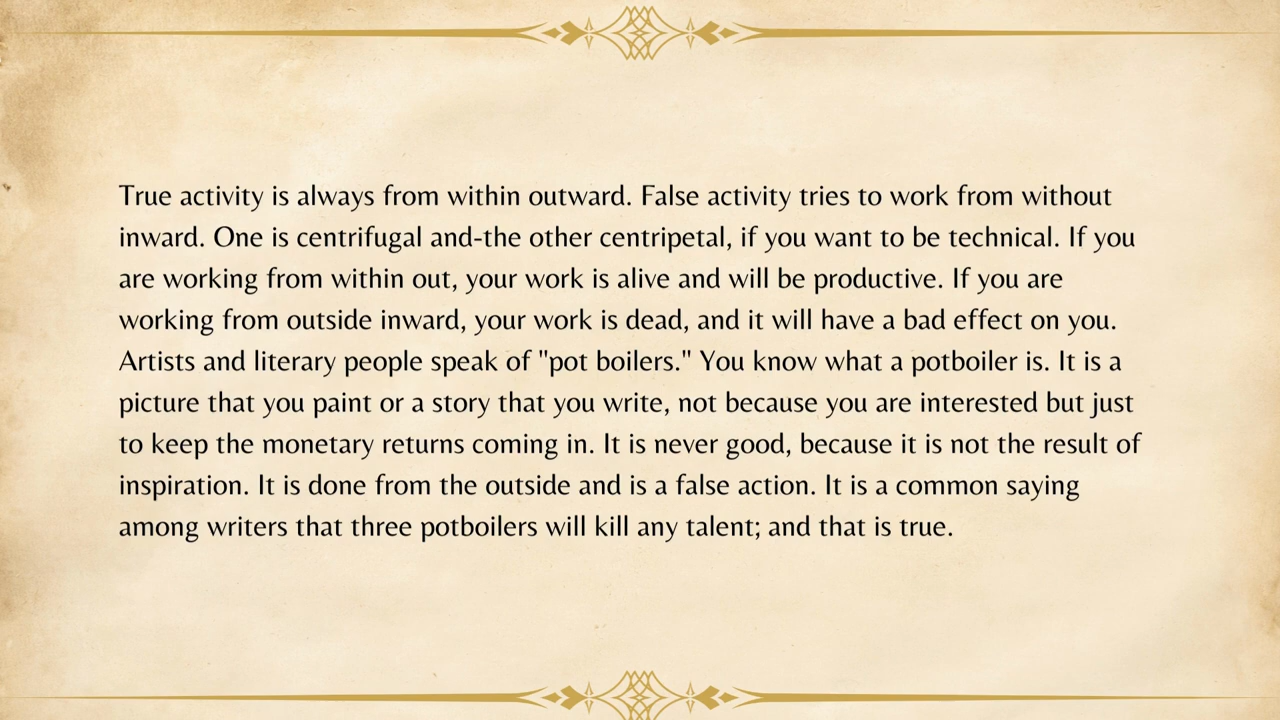 True activity is always from within outward. False activity tries to work from without
inward. One is centrifugal and-the other centripetal, if you want to be technical. If you
are working from within out, your work is alive and will be productive. If you are
working from outside inward, your work is dead, and it will have a bad effect on you.
Artists and literary people speak of "pot boilers." You know what a potboiler is. It is a
picture that you paint or a story that you write, not because you are interested but just
to keep the monetary returns coming in. It is never good, because it is not the result of
inspiration. It is done from the outside and is a false action. It is a common saying
among writers that three potboilers will kill any talent; and that is true.